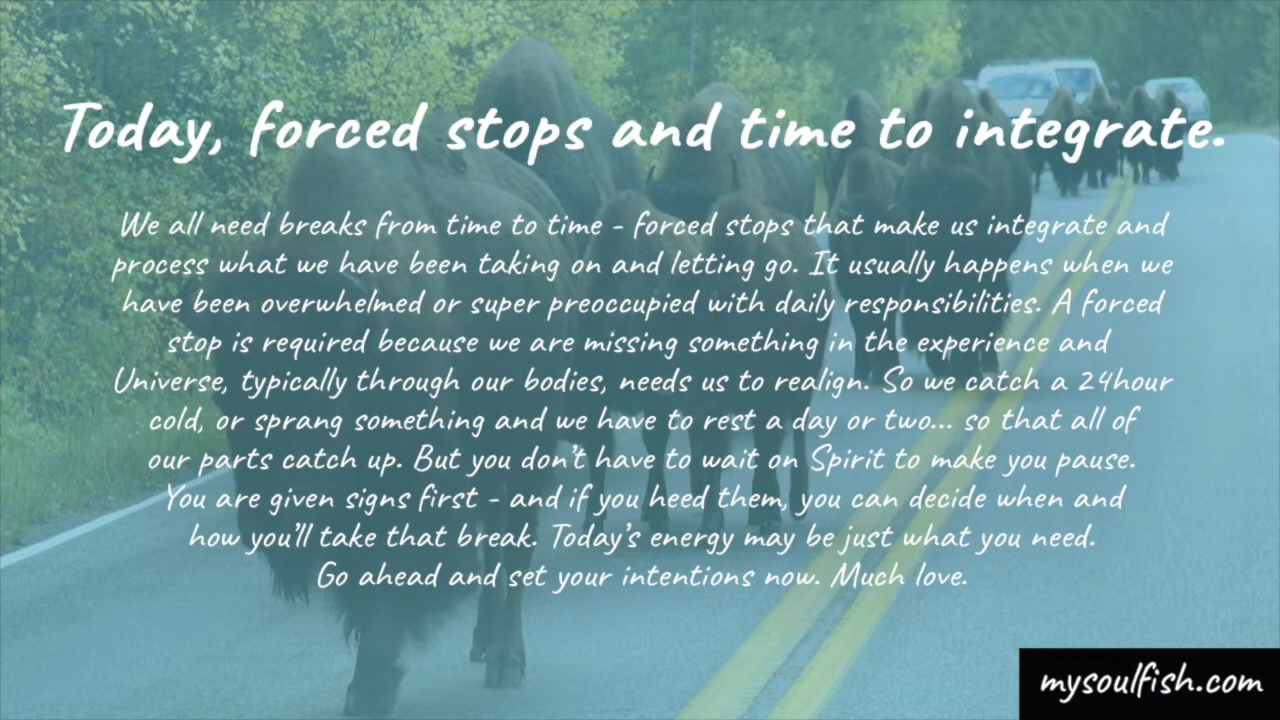 Today, forced stops and time to integrate.
We all need breaks from time to time - forced stops that make us integrate and
process what we have been taking on and letting go. It usually happens when we
have been overwhelmed or super preoccupied with daily responsibilities. A forced
stop is required because we are missing something in the experience and
Universe, typically through our bodies, needs us to realign. So we catch a 24hour
cold, or sprang something and we have to rest a day or two... so that all of
our parts catch up. But you don't have to wait on Spirit to make you pause.
You are given signs first - and if you heed them, you can decide when and
how you'll take that break. Today's energy may be just what you need.
Go ahead and set your intentions now. Much love.
mysoulfish.com